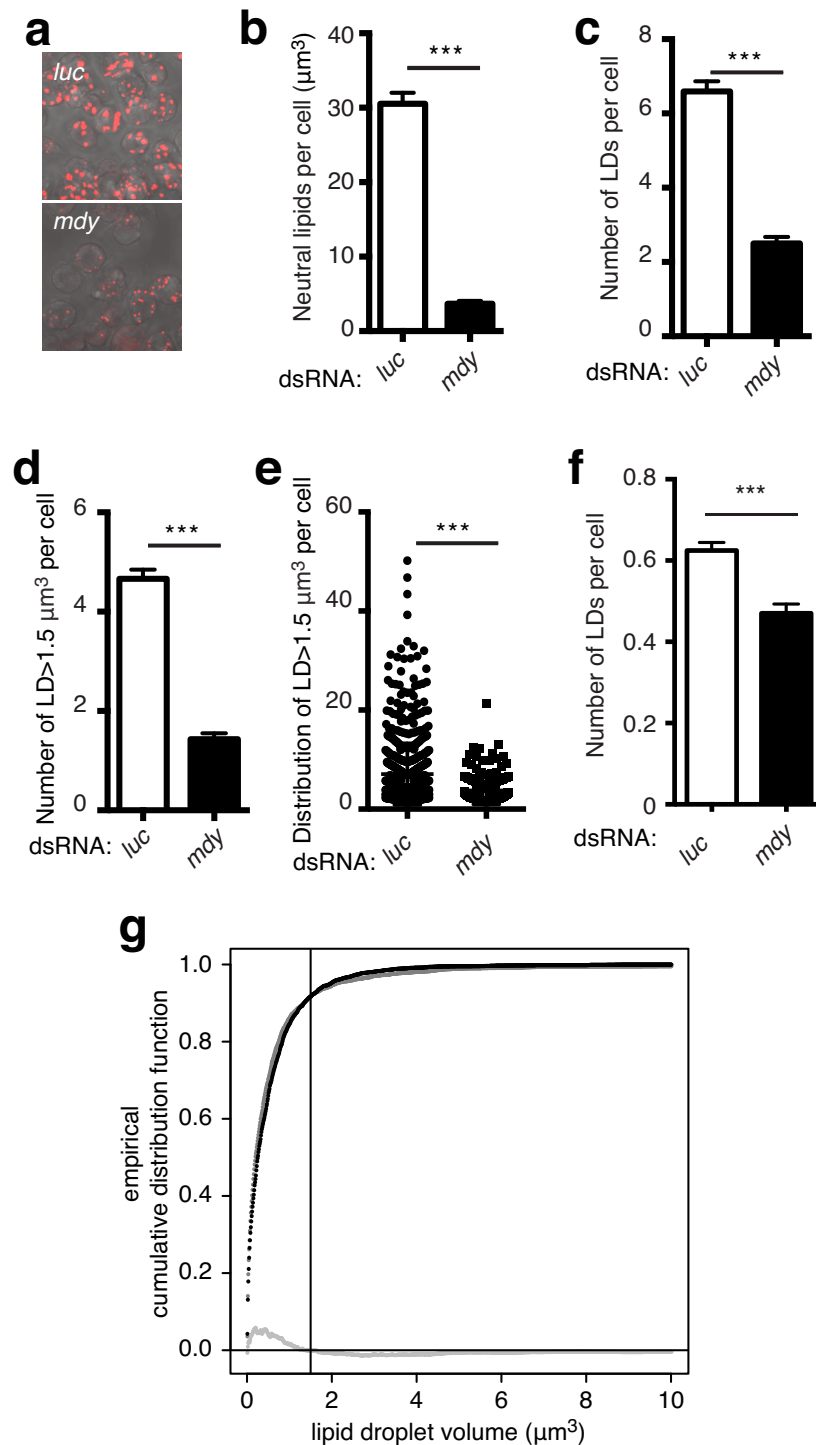 a
luc
mdy
b
Neutral lipids per cell (µm³)
40
30
20
10
0
***
dsRNA: luc mdy
c
Number of LDs per cell
8
6
4
2
0
***
dsRNA: luc mdy
d
Number of LD>1.5 µm³ per cell
6
4
2
0
***
dsRNA: luc mdy
e
Distribution of LD>1.5 µm³ per cell
60
40
20
0
***
dsRNA: luc mdy
f
Number of LDs per cell
0.8
0.6
0.4
0.2
0
***
dsRNA: luc mdy
g
empirical
cumulative distribution function
1.0
0.8
0.6
0.4
0.2
0.0
0 2 4 6 8 10
lipid droplet volume (µm³)